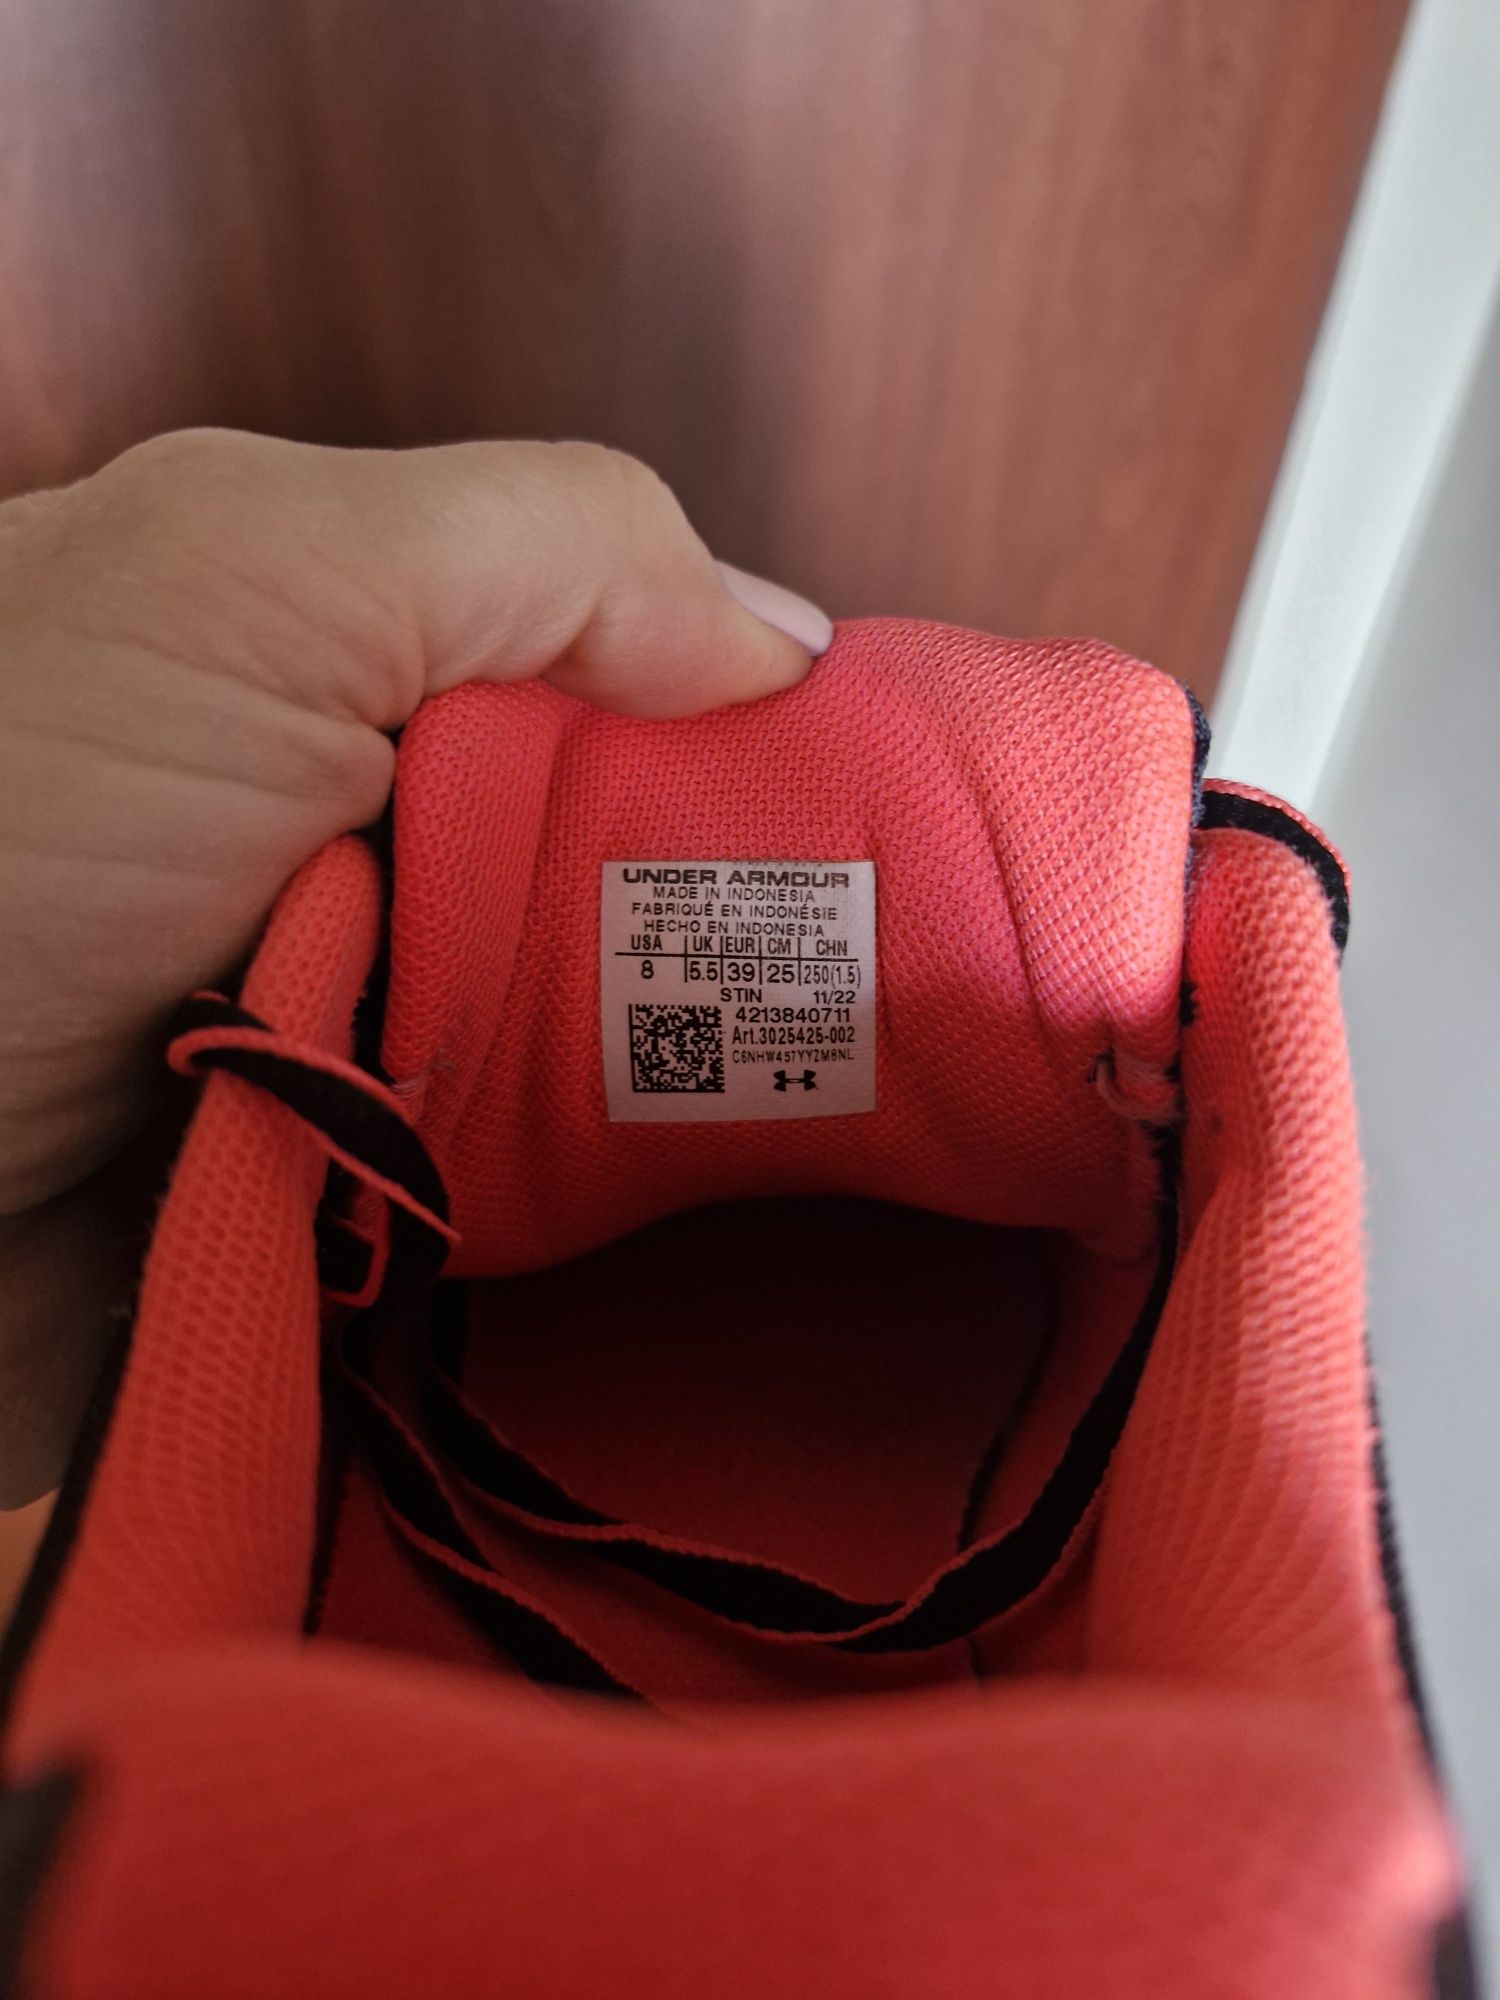 UNDER ARMOUR
MADE IN INDONESIA
FABRIQUÉ EN INDONÉSIE
HECHO EN INDONESIA
USA UK EUR CM CHN
8 5.5 39 25 250(1.5)
STIN 11/22
4213840711
Art.3025425-002
C6NHW457YYZM8NL